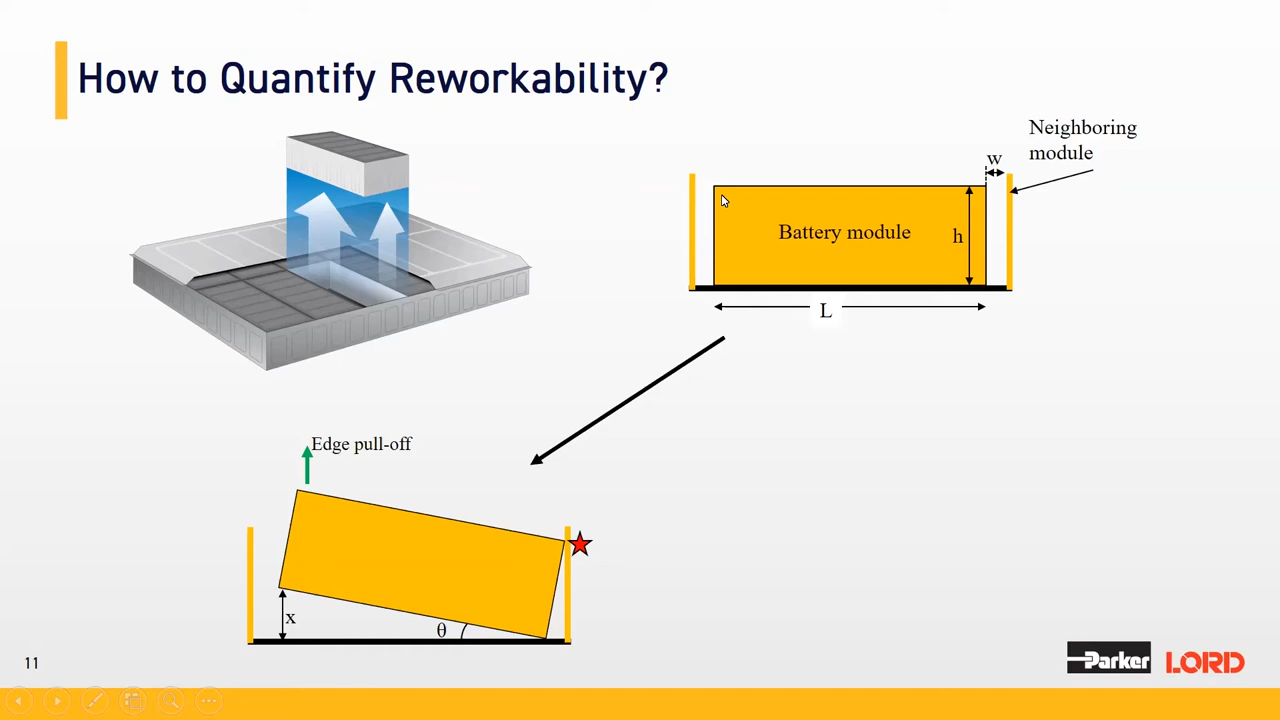 How to Quantify Reworkability?
Neighboring
module
w
Battery module
h
L
Edge pull-off
x
θ
11
Parker
LORD